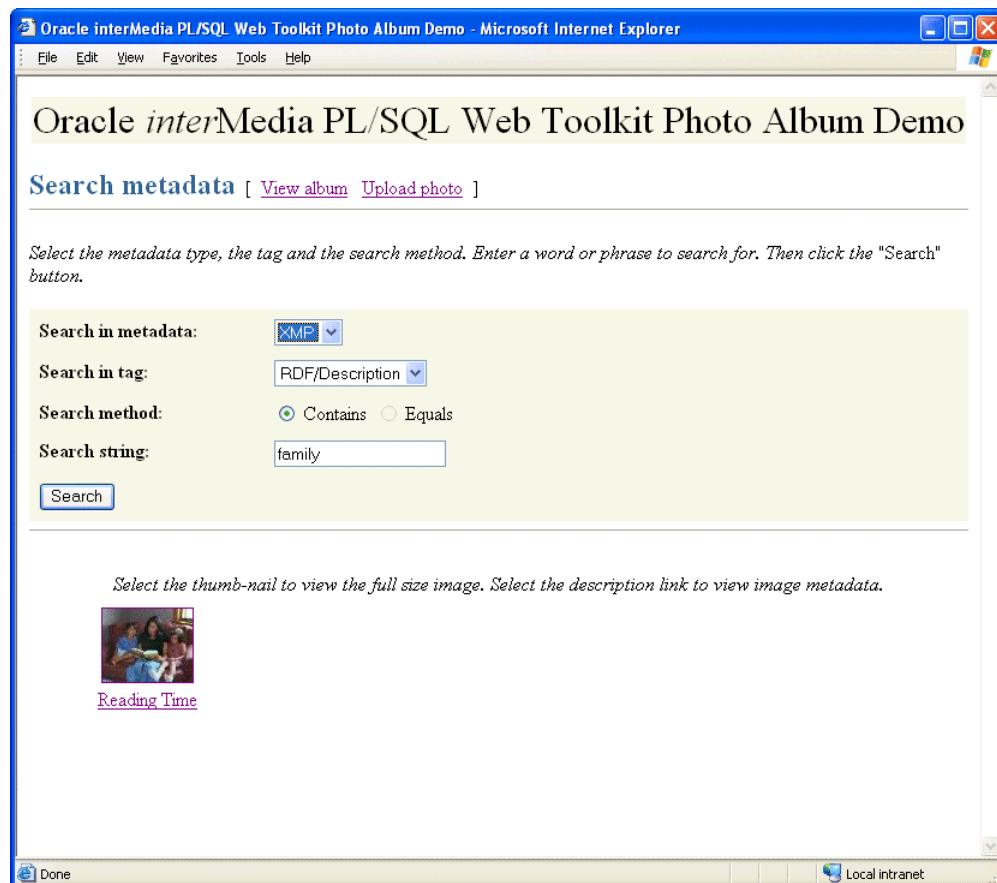 Oracle interMedia PL/SQL Web Toolkit Photo Album Demo - Microsoft Internet Explorer
File Edit View Favorites Tools Help
Oracle interMedia PL/SQL Web Toolkit Photo Album Demo
Search metadata [ View album Upload photo ]
Select the metadata type, the tag and the search method. Enter a word or phrase to search for. Then click the "Search"
button.
Search in metadata: XMP
Search in tag: RDF/Description
Search method: Contains Equals
Search string: family
Search
Select the thumb-nail to view the full size image. Select the description link to view image metadata.
Reading Time
Done Local intranet